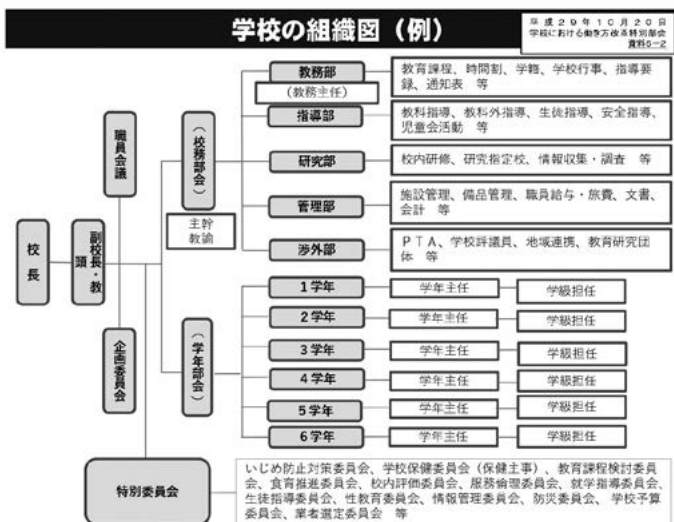 学校の組織図（例）
平成２９年１０月２０日
学校における働き方改革特別部会
資料5－2
校長
副校長・教頭
職員会議
企画委員会
（校務部会）
主幹
教諭
教務部
（教務主任）
教育課程、時間割、学籍、学校行事、指導要
録、通知表　等
指導部
教科指導、教科外指導、生徒指導、安全指導、
児童会活動　等
研究部
校内研修、研究指定校、情報収集・調査　等
管理部
施設管理、備品管理、職員給与・旅費、文書、
会計　等
渉外部
ＰＴＡ、学校評議員、地域連携、教育研究団
体　等
（学年部会）
１学年
学年主任
学級担任
２学年
学年主任
学級担任
３学年
学年主任
学級担任
４学年
学年主任
学級担任
５学年
学年主任
学級担任
６学年
学年主任
学級担任
特別委員会
いじめ防止対策委員会、学校保健委員会（保健主事）、教育課程検討委員
会、食育推進委員会、校内評価委員会、服務倫理委員会、就学指導委員会、
生徒指導委員会、性教育委員会、情報管理委員会、防災委員会、学校予算
委員会、業者選定委員会　等